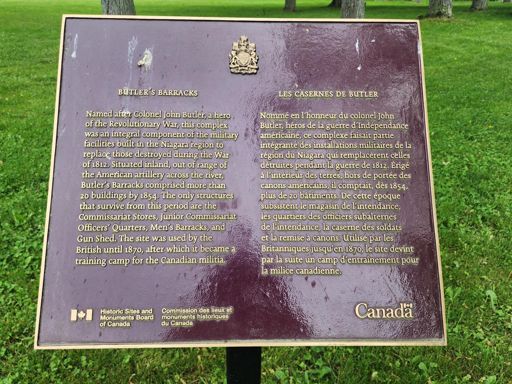 BUTLER'S BARRACKS
Named after Colonel John Butler, a hero
of the Revolutionary War, this complex
was an integral component of the military
facilities built in the Niagara region to
replace those destroyed during the War
of 1812. Situated inland, out of range of
the American artillery across the river,
Butler's Barracks comprised more than
20 buildings by 1854. The only structures
that survive from this period are the
Commissariat Stores, Junior Commissariat
Officers' Quarters, Men's Barracks, and
Gun Shed. The site was used by the
British until 1870, after which it became a
training camp for the Canadian militia.
LES CASERNES DE BUTLER
Nommé en l'honneur du colonel John
Butler, héros de la guerre d'Indépendance
américaine, ce complexe faisait partie
intégrante des installations militaires de la
région du Niagara qui remplacèrent celles
détruites pendant la guerre de 1812. Érigé
à l'intérieur des terres, hors de portée des
canons américains, il comptait, dès 1854,
plus de 20 bâtiments. De cette époque
subsistent le magasin de l'intendance,
les quartiers des officiers subalternes
de l'intendance, la caserne des soldats
et la remise à canons. Utilisé par les
Britanniques jusqu'en 1870, le site devint
par la suite un camp d'entraînement pour
la milice canadienne.
Historic Sites and
Monuments Board
of Canada
Commission des lieux et
monuments historiques
du Canada
Canada